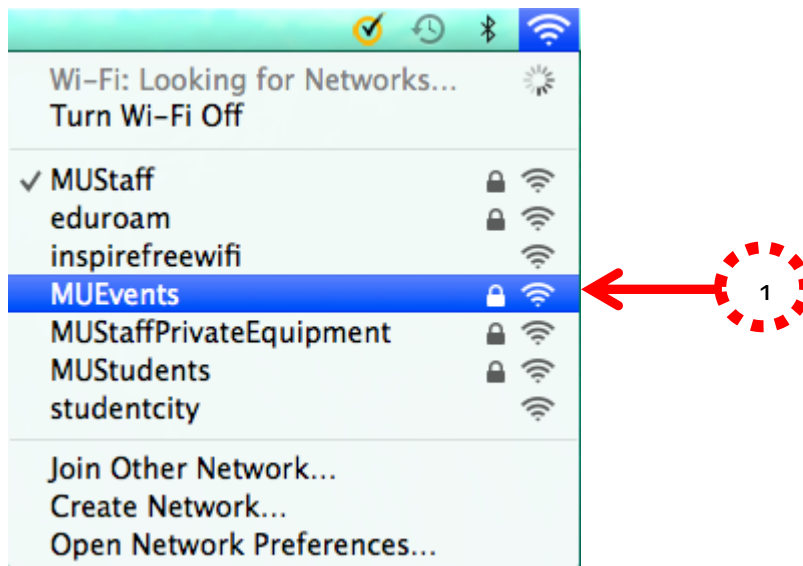 Wi-Fi: Looking for Networks...
Turn Wi-Fi Off
MUStaff
eduroam
inspirefreewifi
MUEvents
1
MUStaffPrivateEquipment
MUStudents
studentcity
Join Other Network...
Create Network...
Open Network Preferences...